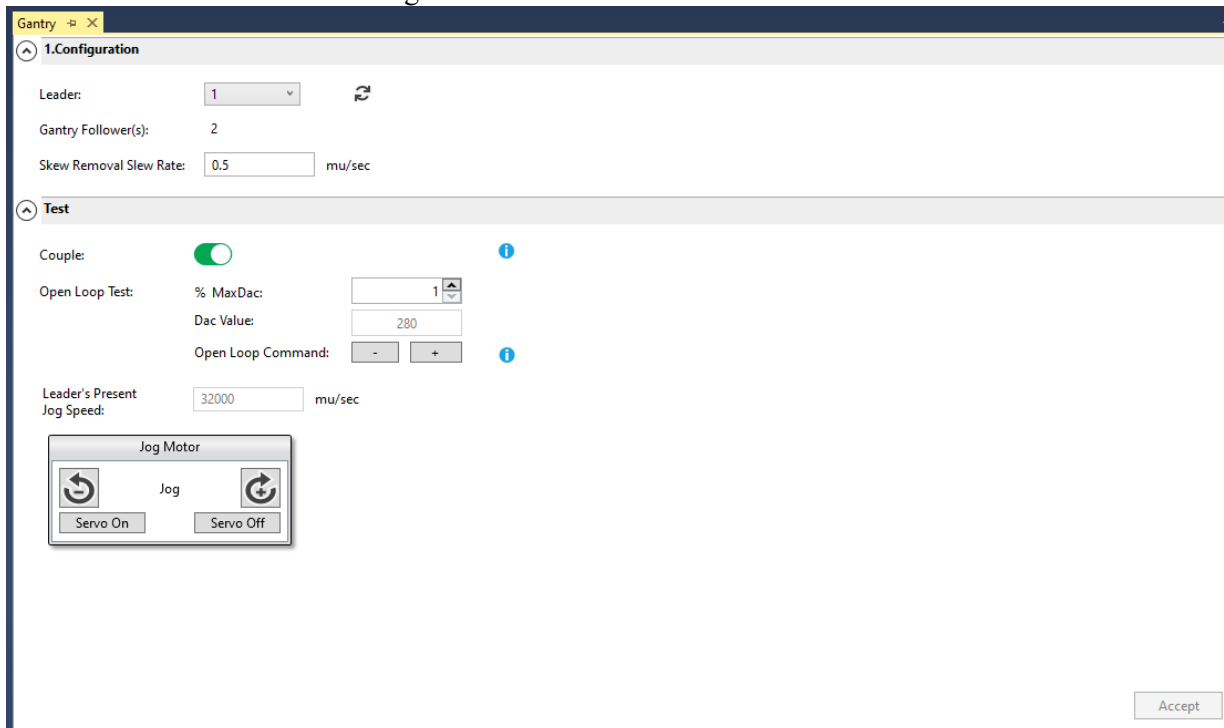 Gantry
1.Configuration
Leader: 1
Gantry Follower(s): 2
Skew Removal Slew Rate: 0.5 mu/sec
Test
Couple:
Open Loop Test: % MaxDac: 1
Dac Value: 280
Open Loop Command: - +
Leader's Present
Jog Speed: 32000 mu/sec
Jog Motor
Jog
Servo On Servo Off
Accept